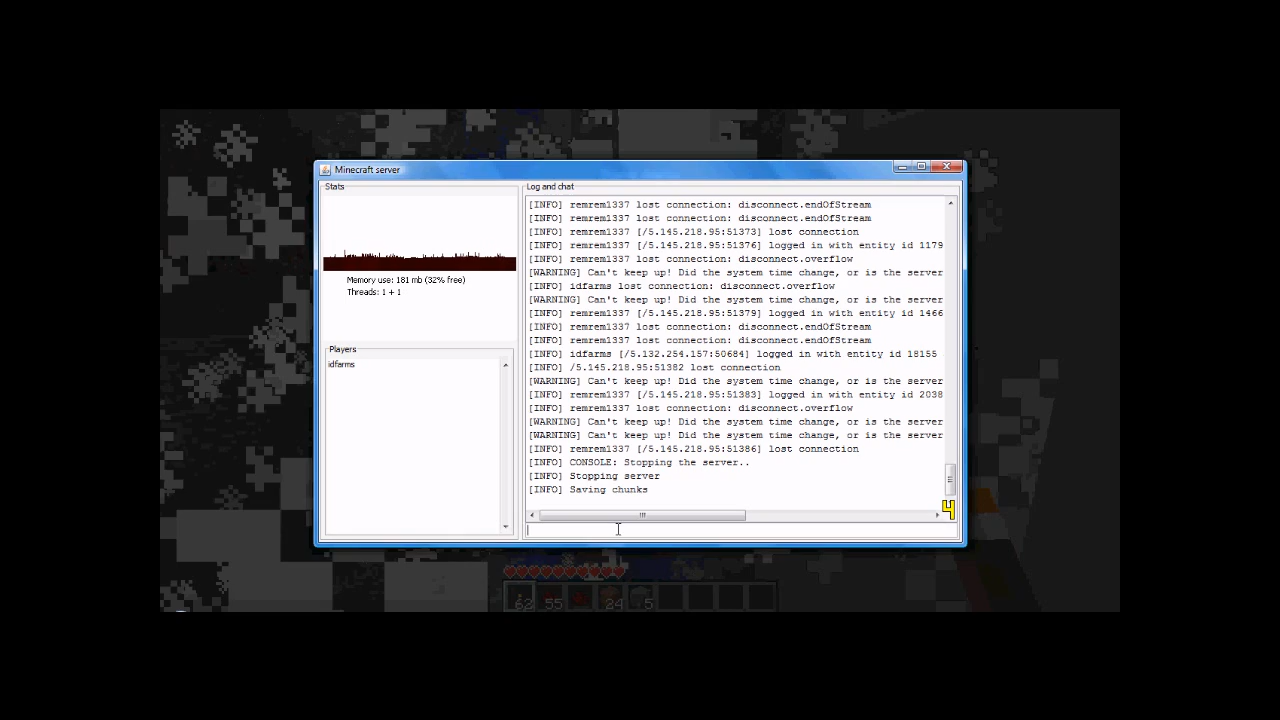 Minecraft server
Stats
Memory use: 181 mb (32% free)
Threads: 1 + 1
Players
idfarms
Log and chat
[INFO] remrem1337 lost connection: disconnect.endOfStream
[INFO] remrem1337 lost connection: disconnect.endOfStream
[INFO] remrem1337 [/5.145.218.95:51373] lost connection
[INFO] remrem1337 [/5.145.218.95:51376] logged in with entity id 1179
[INFO] remrem1337 lost connection: disconnect.overflow
[WARNING] Can't keep up! Did the system time change, or is the server
[INFO] idfarms lost connection: disconnect.overflow
[WARNING] Can't keep up! Did the system time change, or is the server
[INFO] remrem1337 [/5.145.218.95:51379] logged in with entity id 1466
[INFO] remrem1337 lost connection: disconnect.endOfStream
[INFO] remrem1337 lost connection: disconnect.endOfStream
[INFO] idfarms [/5.132.254.157:50684] logged in with entity id 18155
[INFO] /5.145.218.95:51382 lost connection
[WARNING] Can't keep up! Did the system time change, or is the server
[INFO] remrem1337 [/5.145.218.95:51383] logged in with entity id 2038
[INFO] remrem1337 lost connection: disconnect.overflow
[WARNING] Can't keep up! Did the system time change, or is the server
[WARNING] Can't keep up! Did the system time change, or is the server
[INFO] remrem1337 [/5.145.218.95:51386] lost connection
[INFO] CONSOLE: Stopping the server..
[INFO] Stopping server
[INFO] Saving chunks
4
62 55 24 5